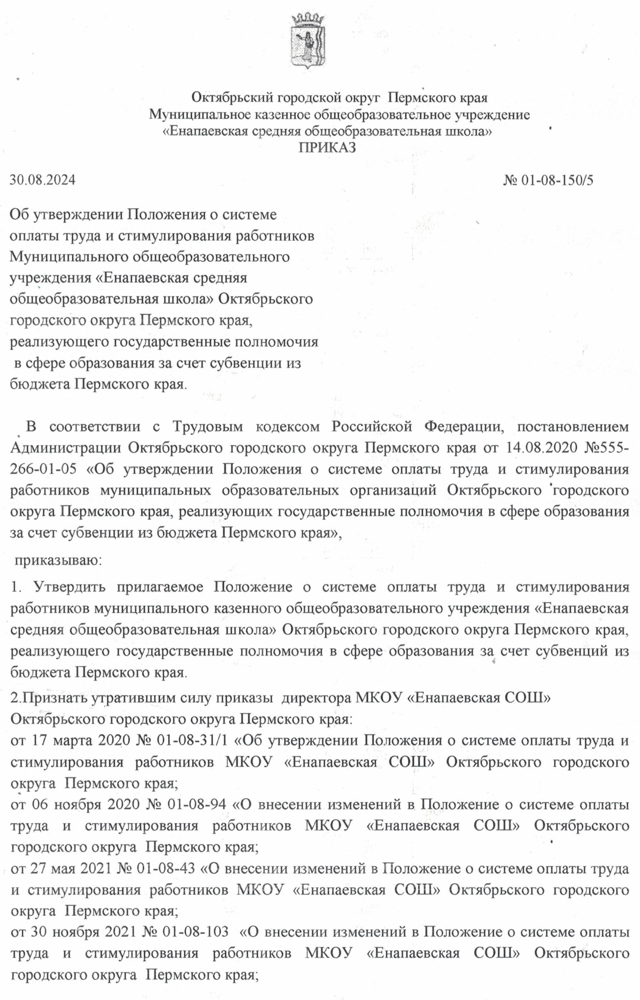 Октябрьский городской округ  Пермского края
Муниципальное казенное общеобразовательное учреждение
«Енапаевская средняя общеобразовательная школа»
ПРИКАЗ
30.08.2024 № 01-08-150/5
Об утверждении Положения о системе
оплаты труда и стимулирования работников
Муниципального общеобразовательного
учреждения «Енапаевская средняя
общеобразовательная школа» Октябрьского
городского округа Пермского края,
реализующего государственные полномочия
в сфере образования за счет субвенции из
бюджета Пермского края.
В соответствии с Трудовым кодексом Российской Федерации, постановлением
Администрации Октябрьского городского округа Пермского края от 14.08.2020 №555-
266-01-05 «Об утверждении Положения о системе оплаты труда и стимулирования
работников муниципальных образовательных организаций Октябрьского городского
округа Пермского края, реализующих государственные полномочия в сфере образования
за счет субвенции из бюджета Пермского края»,
приказываю:
1. Утвердить прилагаемое Положение о системе оплаты труда и стимулирования
работников муниципального казенного общеобразовательного учреждения «Енапаевская
средняя общеобразовательная школа» Октябрьского городского округа Пермского края,
реализующего государственные полномочия в сфере образования за счет субвенций из
бюджета Пермского края.
2.Признать утратившим силу приказы  директора МКОУ «Енапаевская СОШ»
Октябрьского городского округа Пермского края:
от 17 марта 2020 № 01-08-31/1 «Об утверждении Положения о системе оплаты труда и
стимулирования работников МКОУ «Енапаевская СОШ» Октябрьского городского
округа  Пермского края;
от 06 ноября 2020 № 01-08-94 «О внесении изменений в Положение о системе оплаты
труда и стимулирования работников МКОУ «Енапаевская СОШ» Октябрьского
городского округа  Пермского края;
от 27 мая 2021 № 01-08-43 «О внесении изменений в Положение о системе оплаты труда
и стимулирования работников МКОУ «Енапаевская СОШ» Октябрьского городского
округа  Пермского края;
от 30 ноября 2021 № 01-08-103  «О внесении изменений в Положение о системе оплаты
труда и стимулирования работников МКОУ «Енапаевская СОШ» Октябрьского
городского округа  Пермского края;